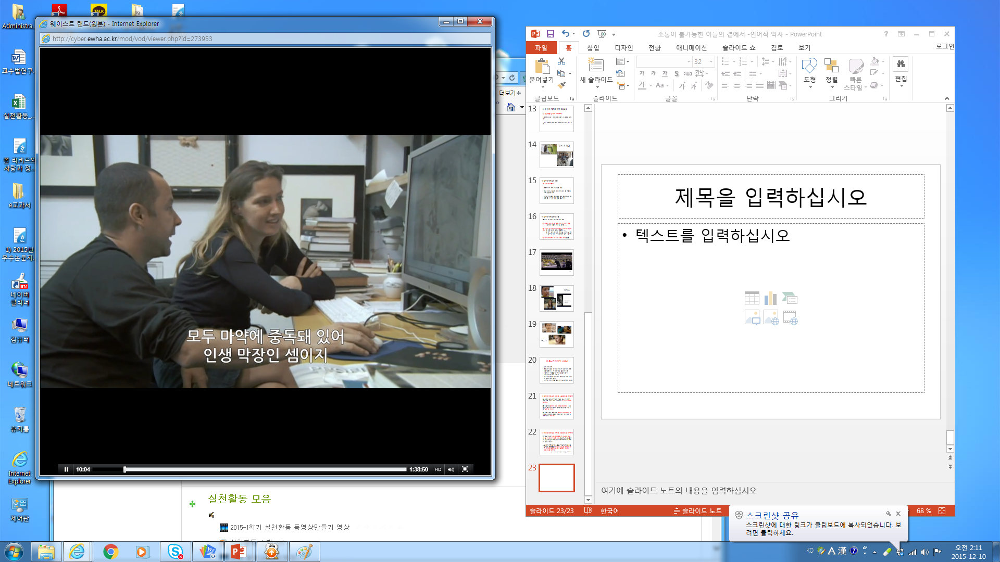 Administra...
교수법연구...
실천활동_...
폴 리쾨르의
사랑과 정...
e교과서
1) 2015년
우수논문지...
네이버
클리너
컴퓨터
네트워크
휴지통
Internet
Explorer
제어판
웨이스트 랜드(원본) - Internet Explorer
http://cyber.ewha.ac.kr/mod/vod/viewer.php?id=273953
모두 마약에 중독돼 있어
인생 막장인 셈이지
10:04
1:38:50
HD
더보기+
실천활동 모음
2015-1학기 실천활동 동영상만들기 영상
소통이 불가능한 이들의 곁에서 -언어적 약자 - PowerPoint
파일 홈 삽입 디자인 전환 애니메이션 슬라이드 쇼 검토 보기 로그인
붙여넣기
클립보드
새 슬라이드
슬라이드
32
가 가 가 S abc 가나
가 Aa 가 가
글꼴
단락
도형
정렬
빠른
스타일
그리기
편집
13
14
15
16
17
18
19
20
21
22
23
제목을 입력하십시오
• 텍스트를 입력하십시오
여기에 슬라이드 노트의 내용을 입력하십시오
슬라이드 23/23 한국어 슬라이드 노트 68 %
스크린샷 공유
스크린샷에 대한 링크가 클립보드에 복사되었습니다. 보
려면 클릭하세요.
KO A 漢
오전 2:11
2015-12-10